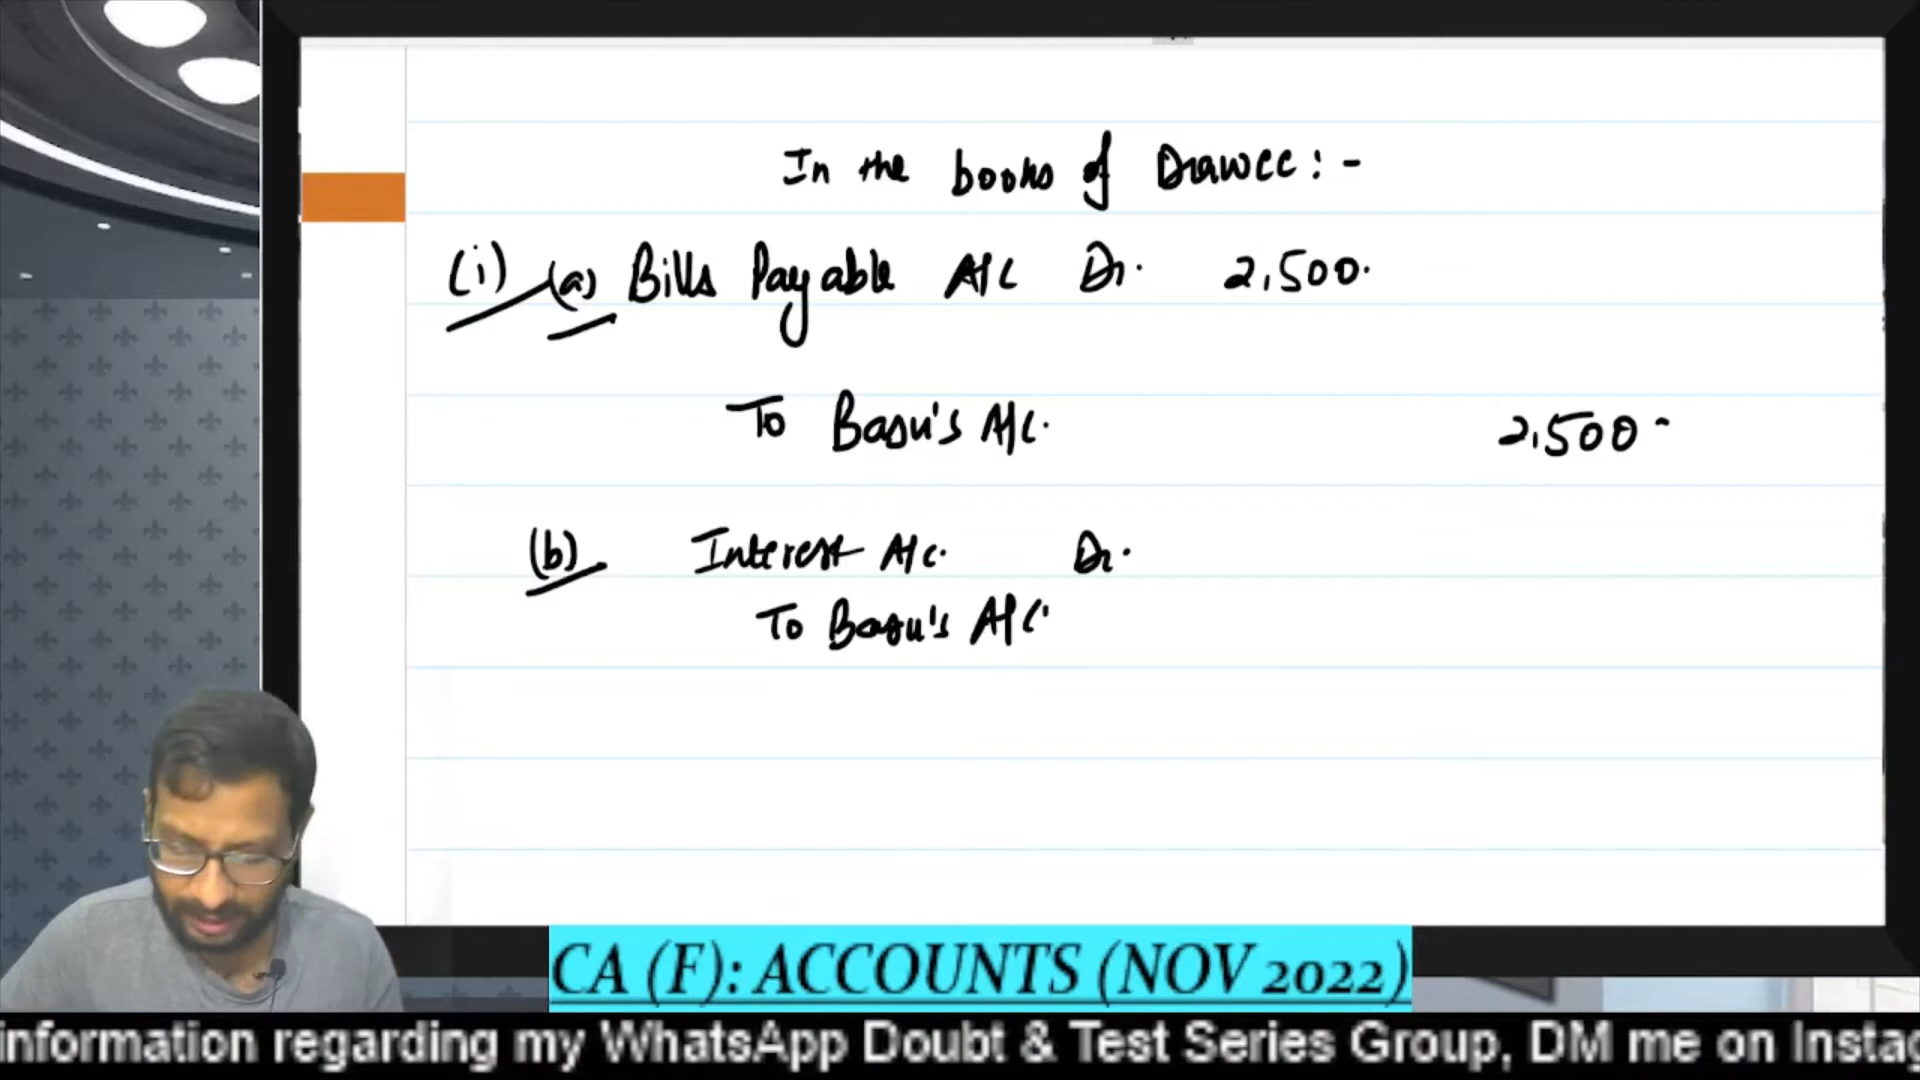 In the books of Drawee:-
(i) (a) Bills Payable A/C Dr. 2,500.
To Basu's A/C. 2,500-
(b) Interest A/C. Dr.
To Basu's A/C.
CA (F): ACCOUNTS (NOV 2022)
information regarding my WhatsApp Doubt & Test Series Group, DM me on Instag